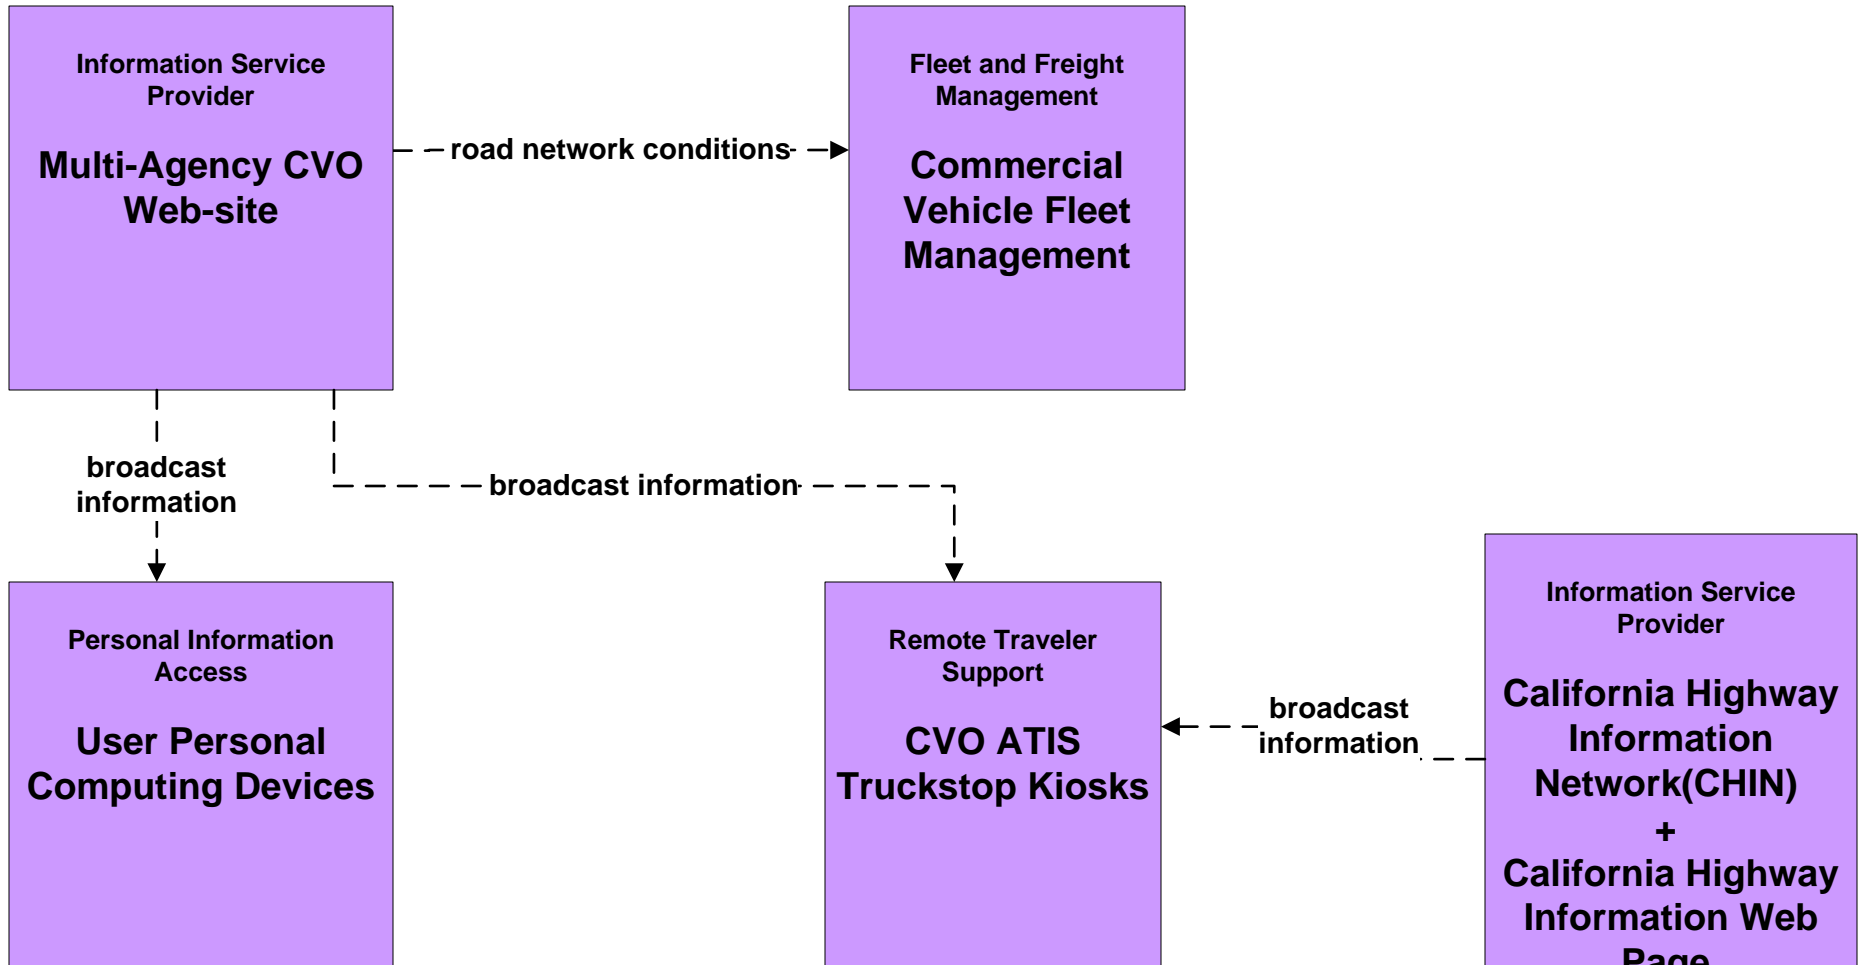 Information Service
Provider
Multi-Agency CVO
Web-site
road network conditions
Fleet and Freight
Management
Commercial
Vehicle Fleet
Management
broadcast
information
broadcast information
Personal Information
Access
User Personal
Computing Devices
Remote Traveler
Support
CVO ATIS
Truckstop Kiosks
broadcast
information
Information Service
Provider
California Highway
Information
Network(CHIN)
+
California Highway
Information Web
Page